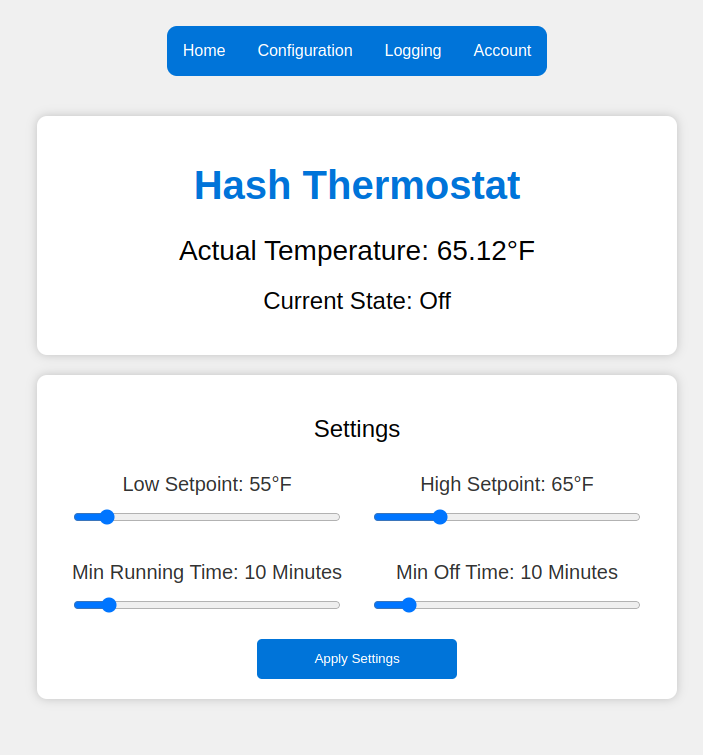 Home Configuration Logging Account
Hash Thermostat
Actual Temperature: 65.12°F
Current State: Off
Settings
Low Setpoint: 55°F
High Setpoint: 65°F
Min Running Time: 10 Minutes
Min Off Time: 10 Minutes
Apply Settings